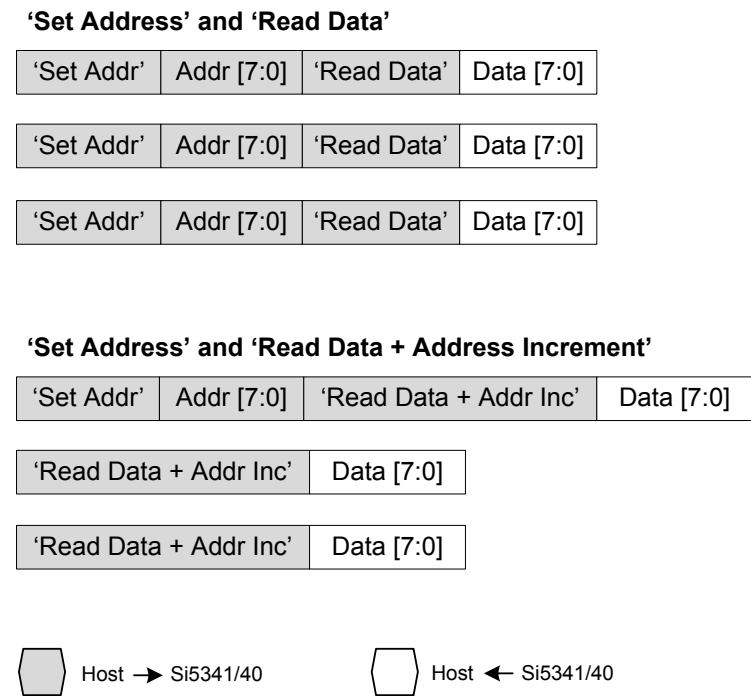 ‘Set Address’ and ‘Read Data’
‘Set Addr’ Addr [7:0] ‘Read Data’ Data [7:0]
‘Set Addr’ Addr [7:0] ‘Read Data’ Data [7:0]
‘Set Addr’ Addr [7:0] ‘Read Data’ Data [7:0]
‘Set Address’ and ‘Read Data + Address Increment’
‘Set Addr’ Addr [7:0] ‘Read Data + Addr Inc’ Data [7:0]
‘Read Data + Addr Inc’ Data [7:0]
‘Read Data + Addr Inc’ Data [7:0]
Host → Si5341/40 Host ← Si5341/40